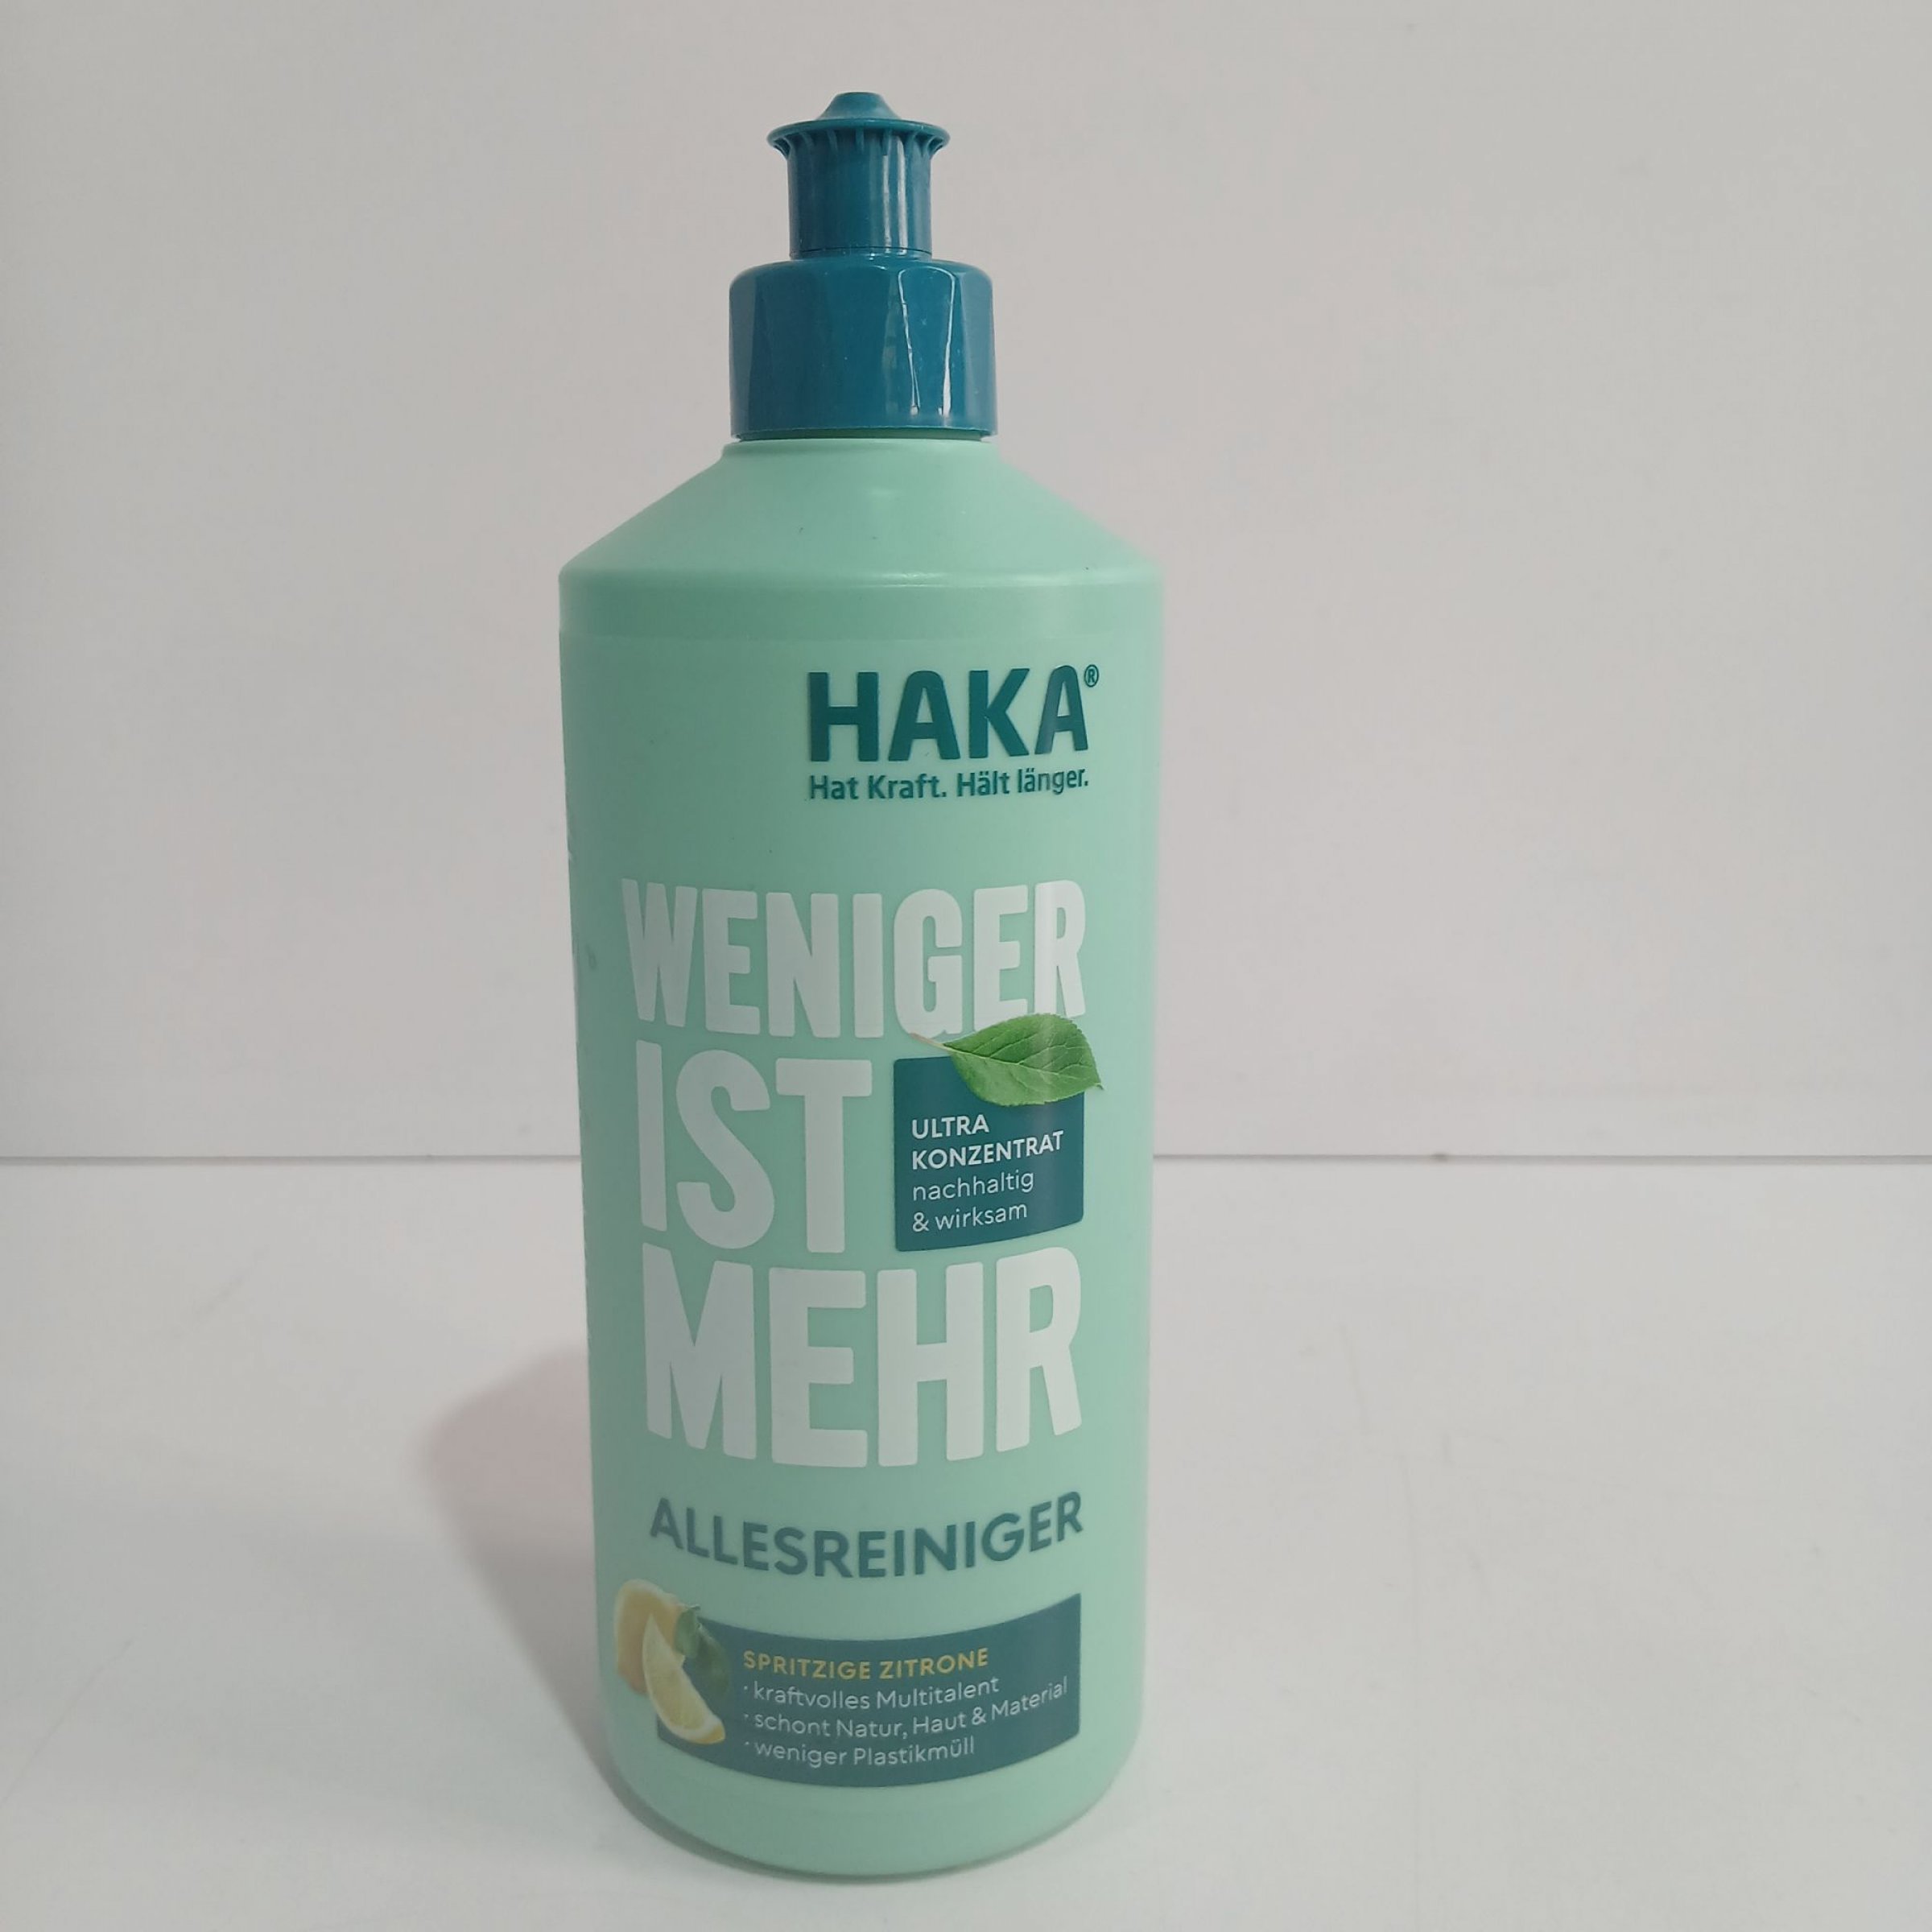 HAKA®
Hat Kraft. Hält länger.
WENIGER
IST
MEHR
ULTRA
KONZENTRAT
nachhaltig
& wirksam
ALLESREINIGER
SPRITZIGE ZITRONE
· kraftvolles Multitalent
· schont Natur, Haut & Material
· weniger Plastikmüll